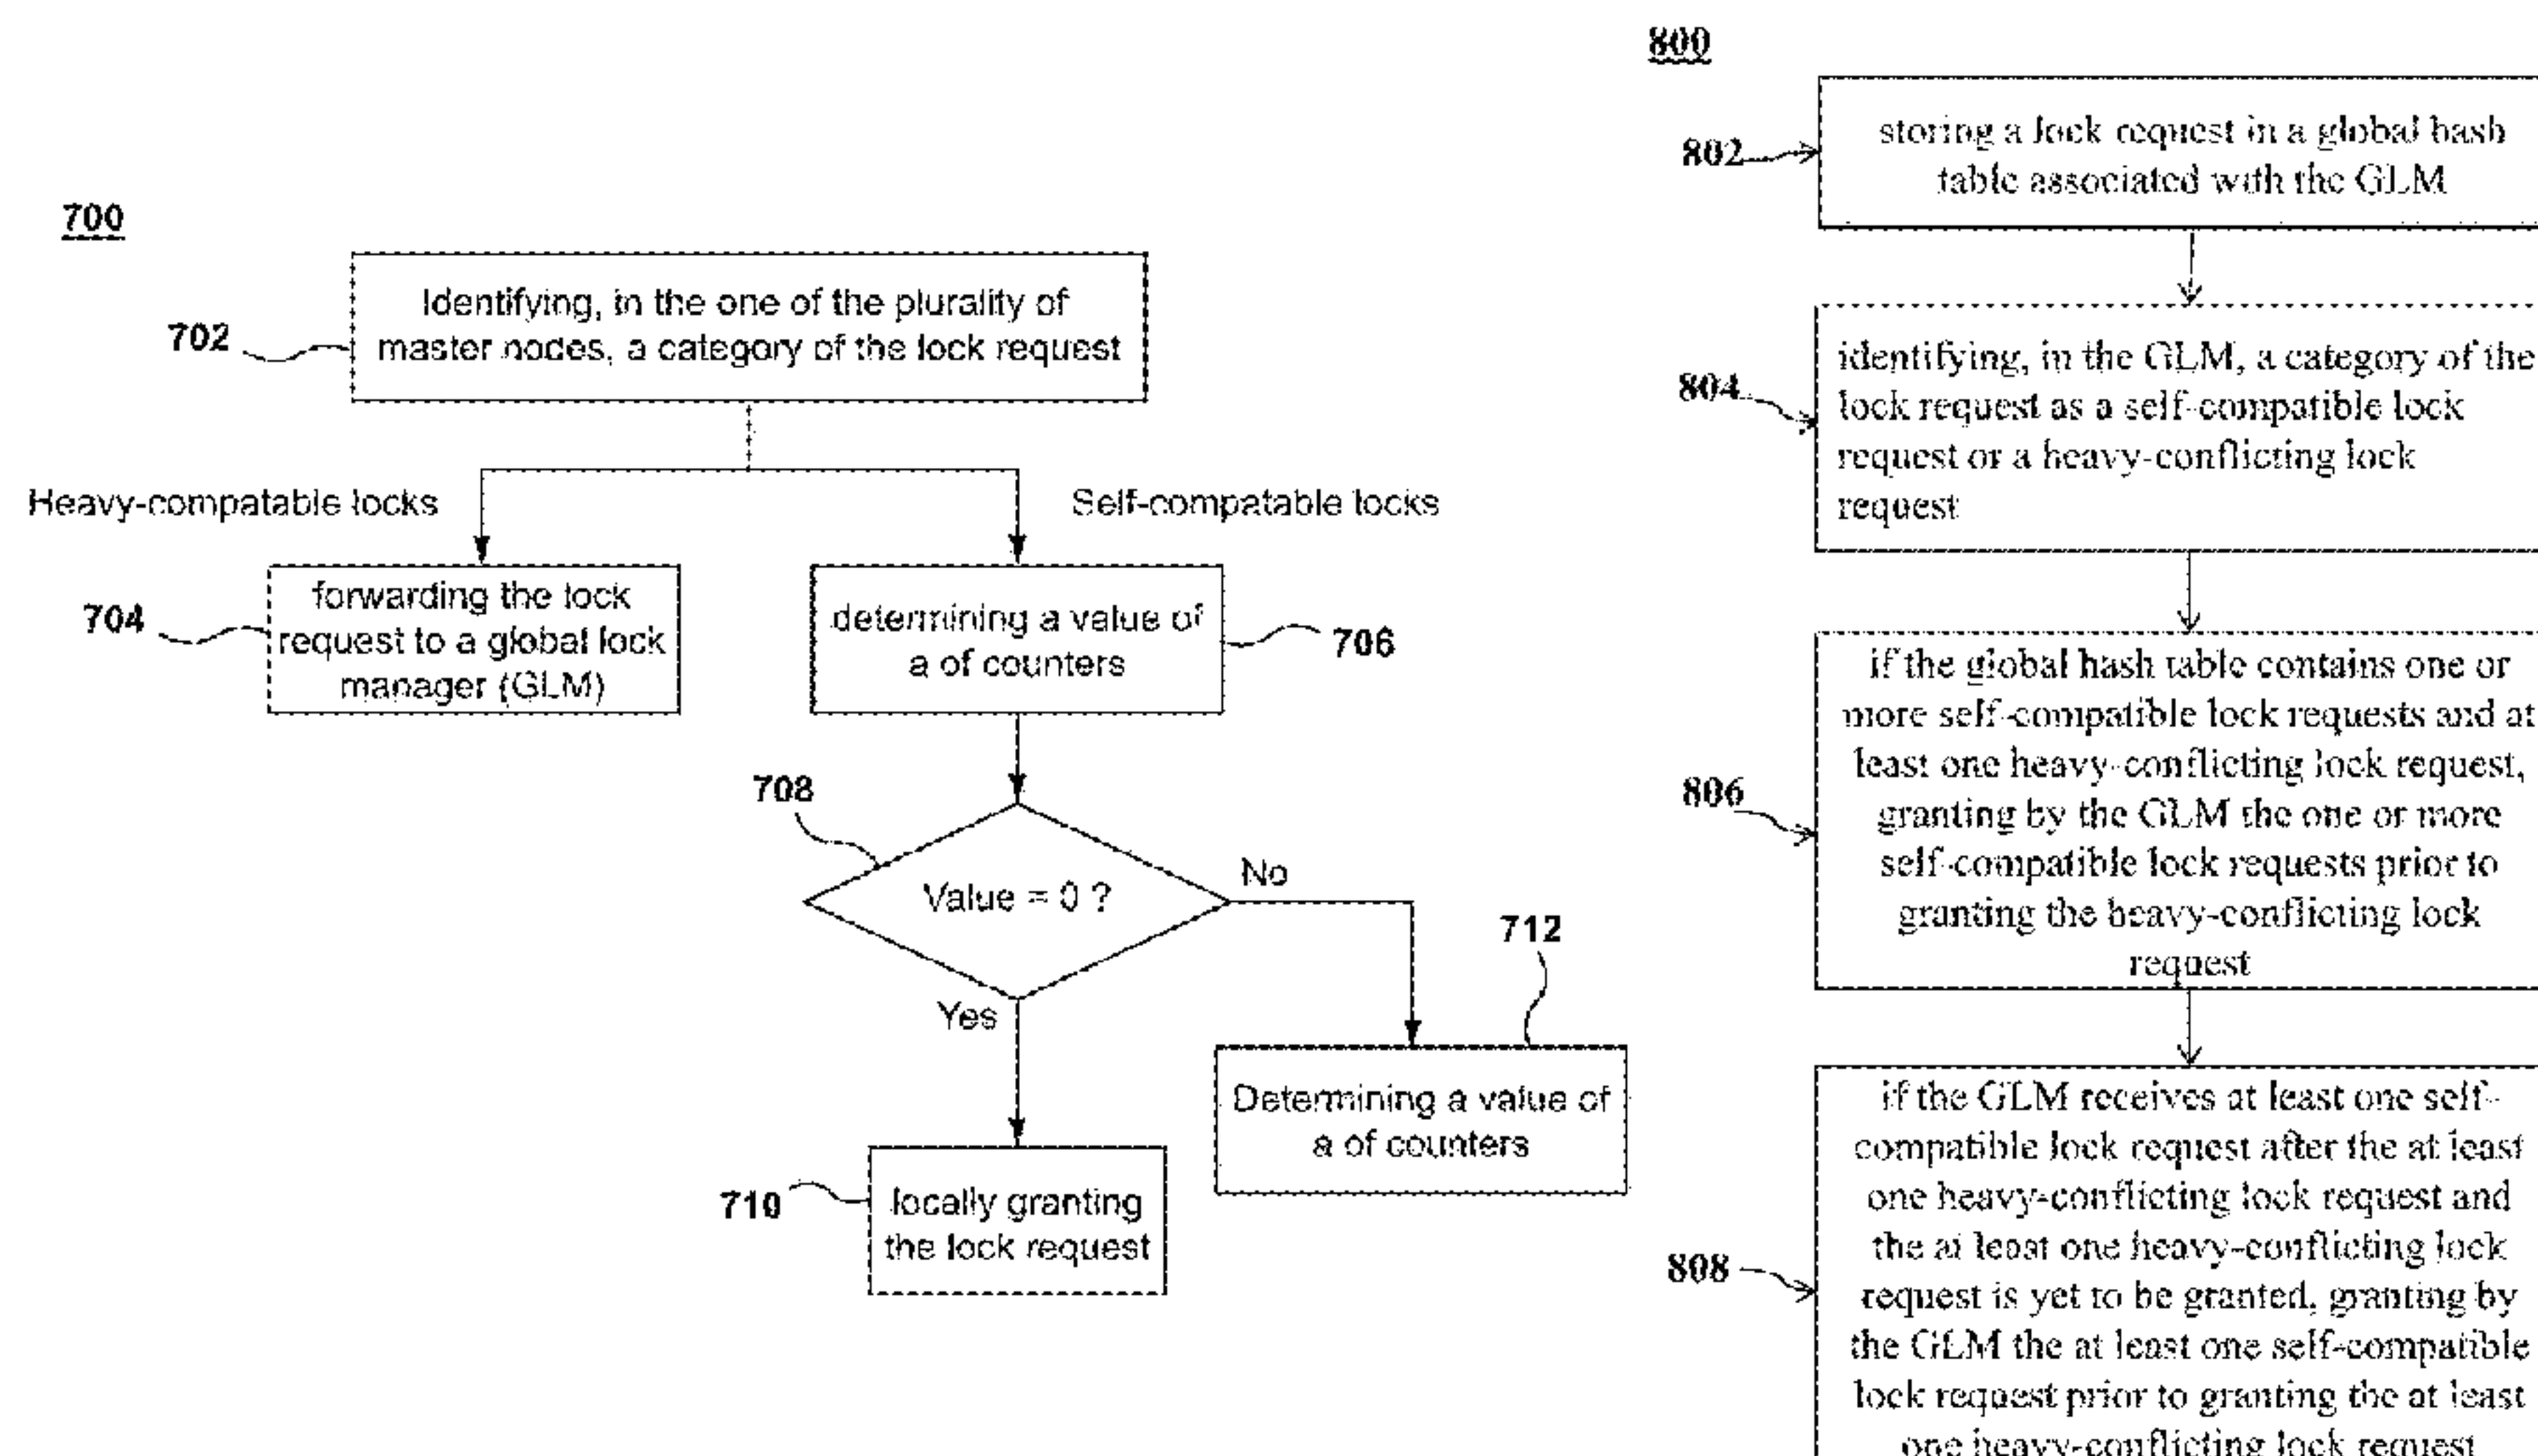 700
702
Identifying, in the one of the plurality of
master nodes, a category of the lock request
Heavy-compatable locks
Self-compatable locks
704
forwarding the lock
request to a global lock
manager (GLM)
determining a value of
a of counters
706
708
Value = 0 ?
No
Yes
712
Determining a value of
a of counters
710
locally granting
the lock request
800
802
storing a lock request in a global hash
table associated with the GLM
804
identifying, in the GLM, a category of the
lock request as a self-compatible lock
request or a heavy-conflicting lock
request
806
if the global hash table contains one or
more self-compatible lock requests and at
least one heavy-conflicting lock request,
granting by the GLM the one or more
self-compatible lock requests prior to
granting the heavy-conflicting lock
request
808
if the GLM receives at least one self-
compatible lock request after the at least
one heavy-conflicting lock request and
the at least one heavy-conflicting lock
request is yet to be granted, granting by
the GLM the at least one self-compatible
lock request prior to granting the at least
one heavy-conflicting lock request